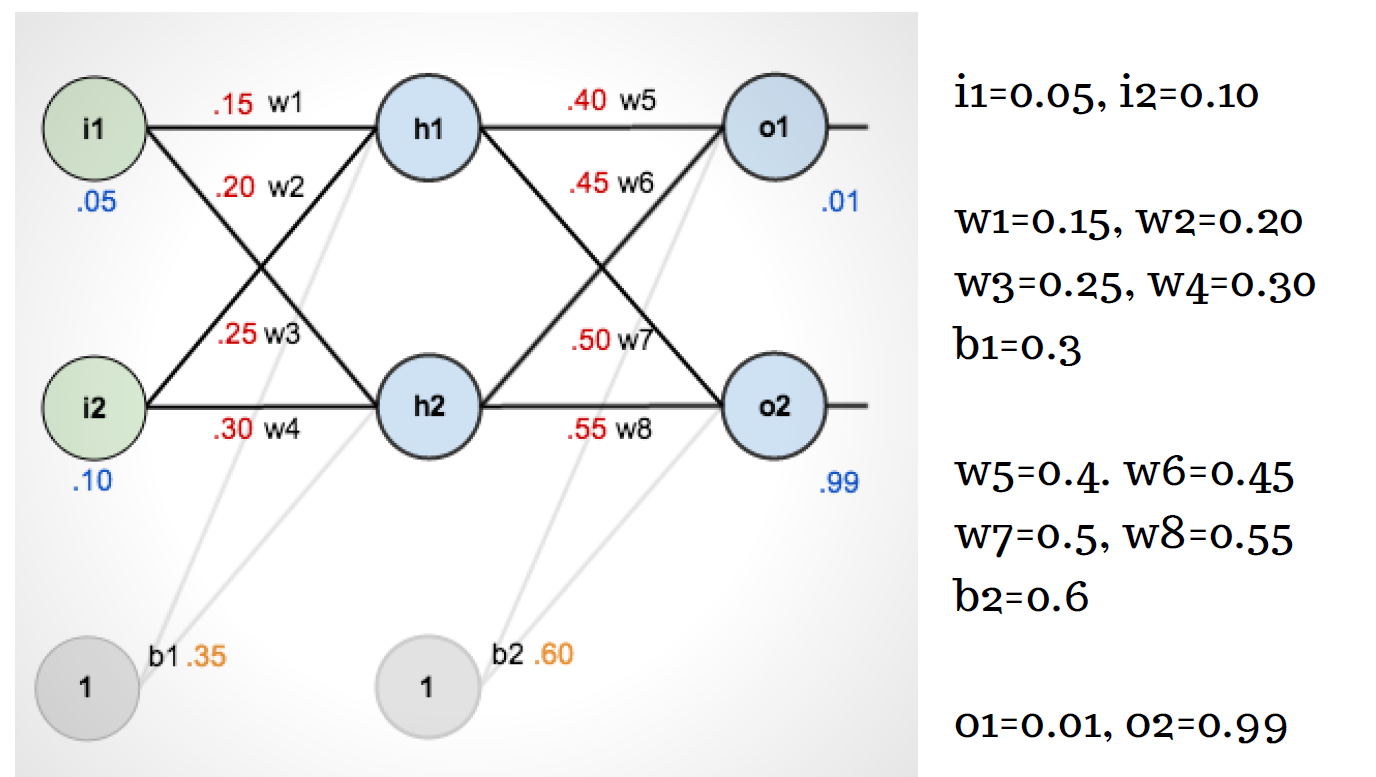 i1
.15 w1
h1
.40 w5
o1
.05
.20 w2
.45 w6
.01
.25 w3
.50 w7
i2
.30 w4
h2
.55 w8
o2
.10
.99
1
b1 .35
1
b2 .60
i1=0.05, i2=0.10
w1=0.15, w2=0.20
w3=0.25, w4=0.30
b1=0.3
w5=0.4. w6=0.45
w7=0.5, w8=0.55
b2=0.6
o1=0.01, o2=0.99